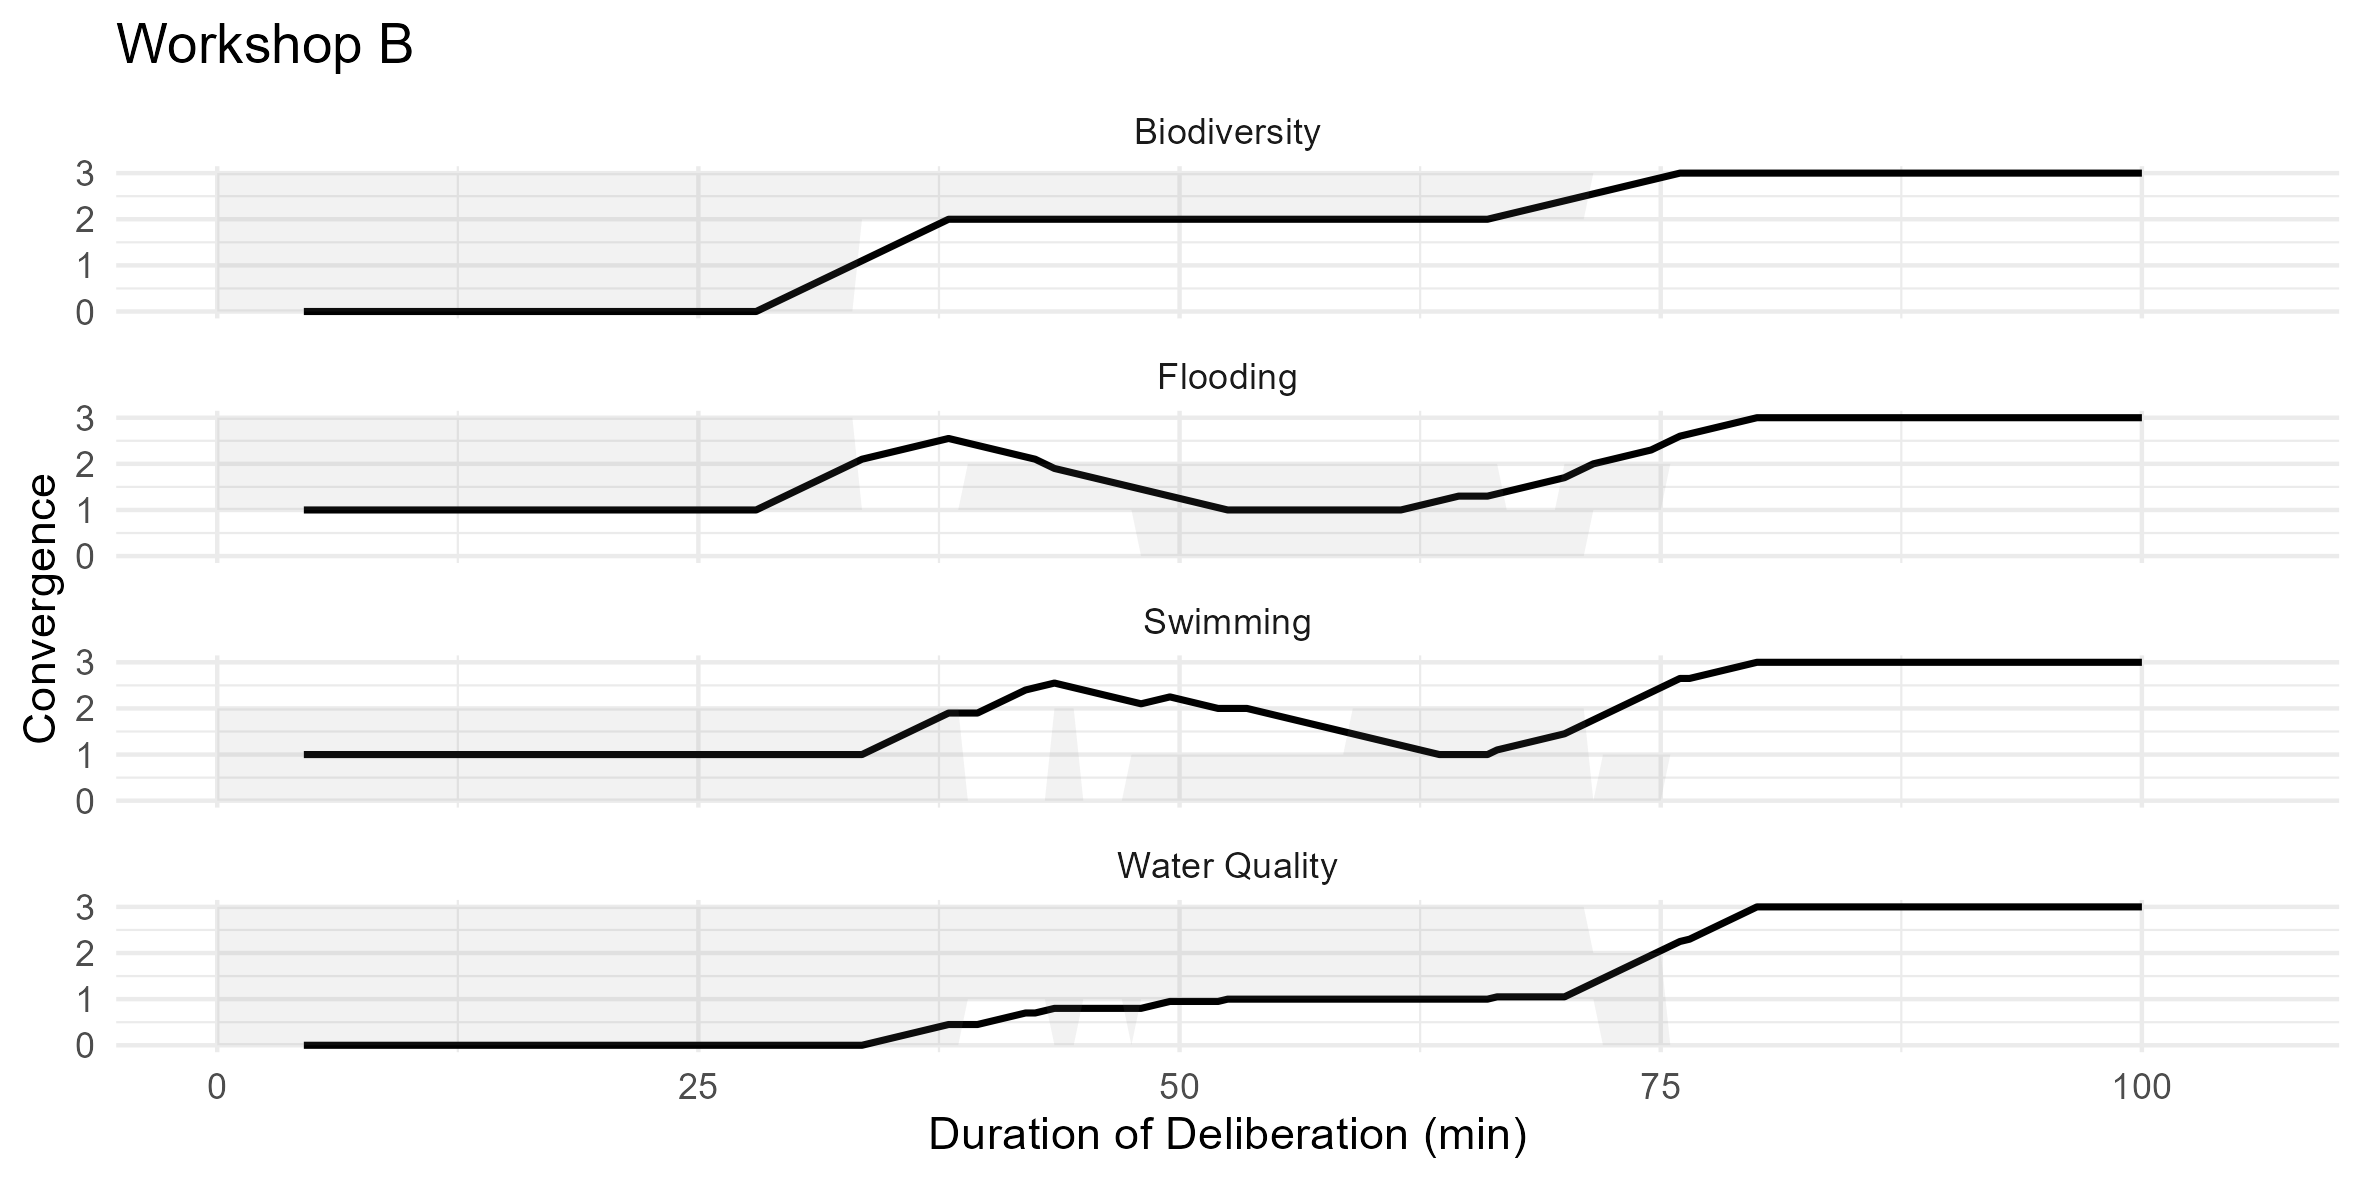 Workshop B
Biodiversity
3
2
1
0
Flooding
3
2
1
0
Convergence
Swimming
3
2
1
0
Water Quality
3
2
1
0
0 25 50 75 100
Duration of Deliberation (min)